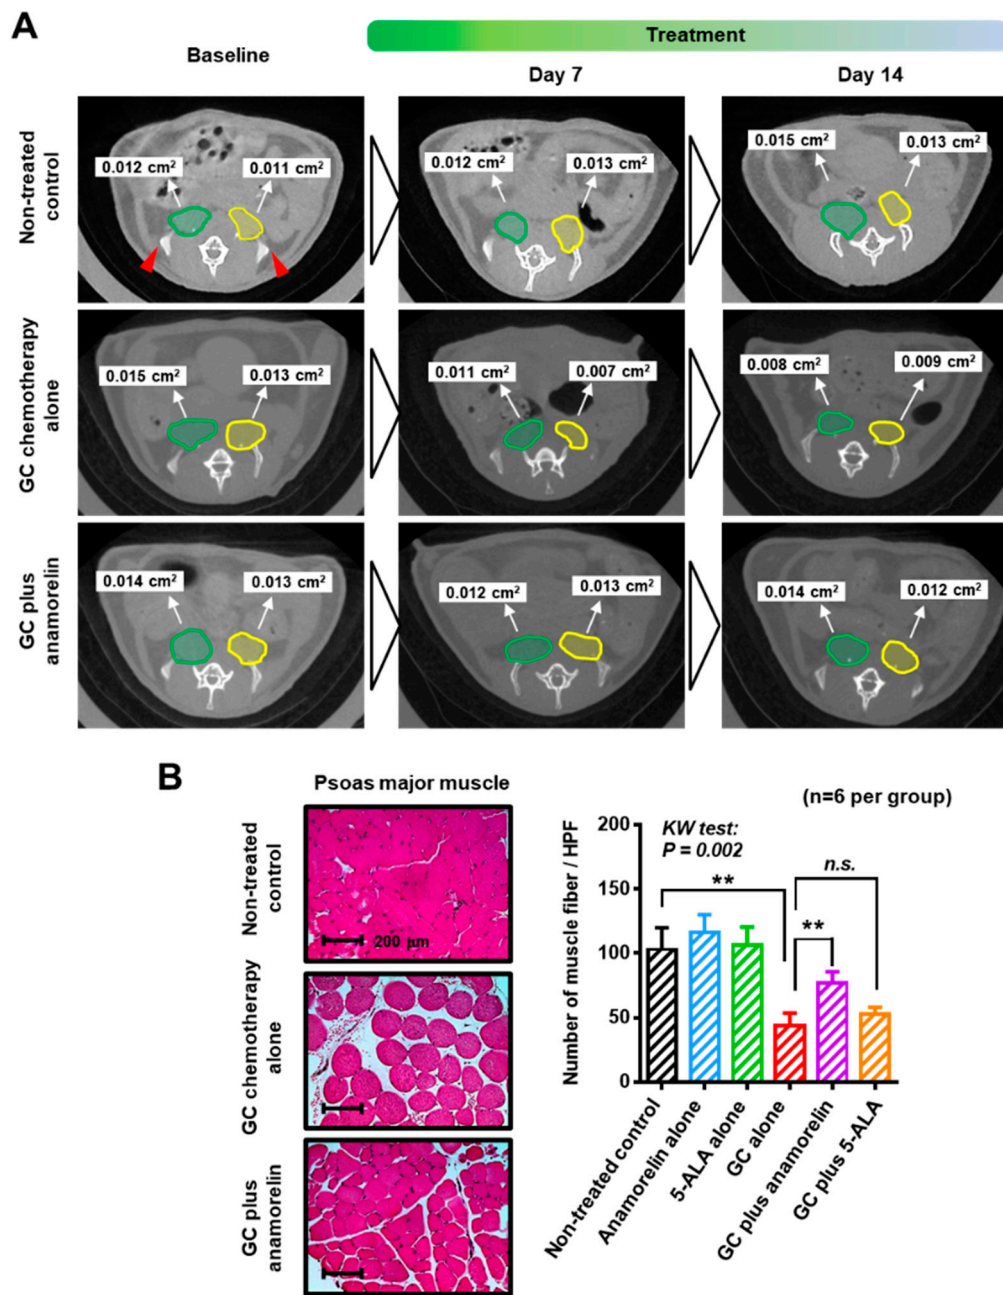 A
Treatment
Baseline
Day 7
Day 14
Non-treated
control
0.012 cm²
0.011 cm²
0.012 cm²
0.013 cm²
0.015 cm²
0.013 cm²
GC chemotherapy
alone
0.015 cm²
0.013 cm²
0.011 cm²
0.007 cm²
0.008 cm²
0.009 cm²
GC plus
anamorelin
0.014 cm²
0.013 cm²
0.012 cm²
0.013 cm²
0.014 cm²
0.012 cm²
B
Psoas major muscle
Non-treated
control
200 μm
GC chemotherapy
alone
GC plus
anamorelin
(n=6 per group)
Number of muscle fiber / HPF
200
150
100
50
0
KW test:
P = 0.002
**
n.s.
**
Non-treated control
Anamorelin alone
5-ALA alone
GC alone
GC plus anamorelin
GC plus 5-ALA